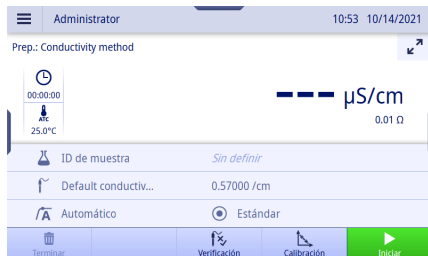 Administrator
10:53 10/14/2021
Prep.: Conductivity method
00:00:00
ATC
25.0°C
--- µS/cm
0.01 Ω
ID de muestra Sin definir
Default conductiv... 0.57000 /cm
A Automático Estándar
Terminar Verificación Calibración Iniciar